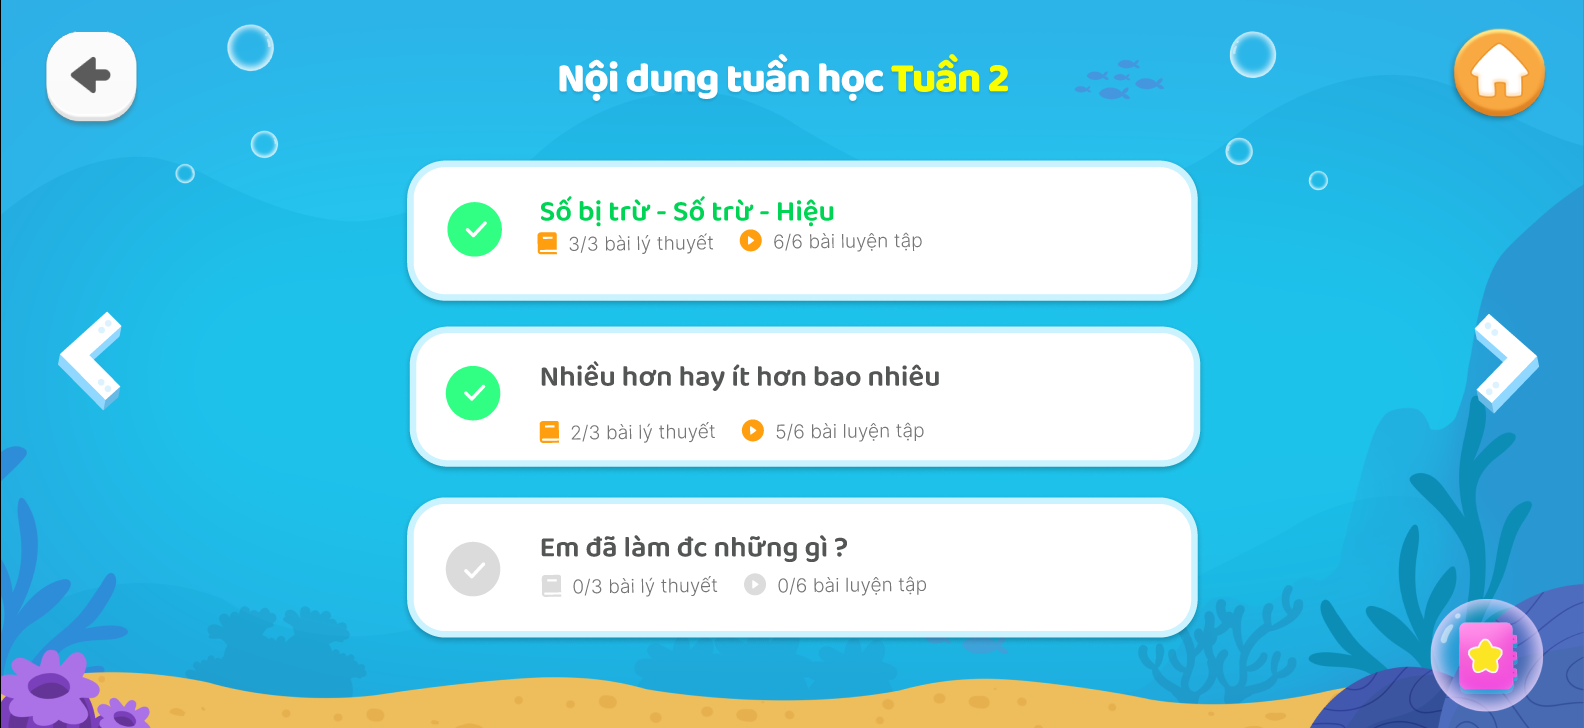 Nội dung tuần học Tuần 2
Số bị trừ - Số trừ - Hiệu
3/3 bài lý thuyết 6/6 bài luyện tập
Nhiều hơn hay ít hơn bao nhiêu
2/3 bài lý thuyết 5/6 bài luyện tập
Em đã làm đc những gì ?
0/3 bài lý thuyết 0/6 bài luyện tập